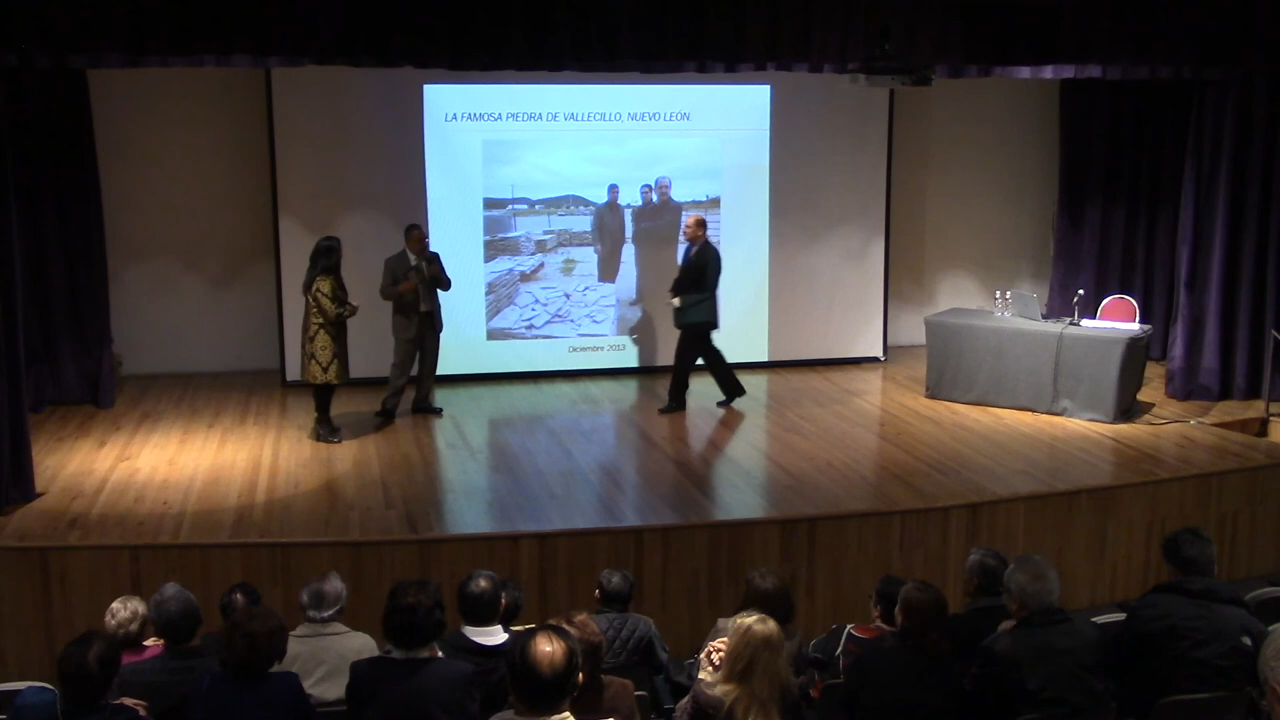 LA FAMOSA PIEDRA DE VALLECILLO, NUEVO LEÓN.
Diciembre 2013